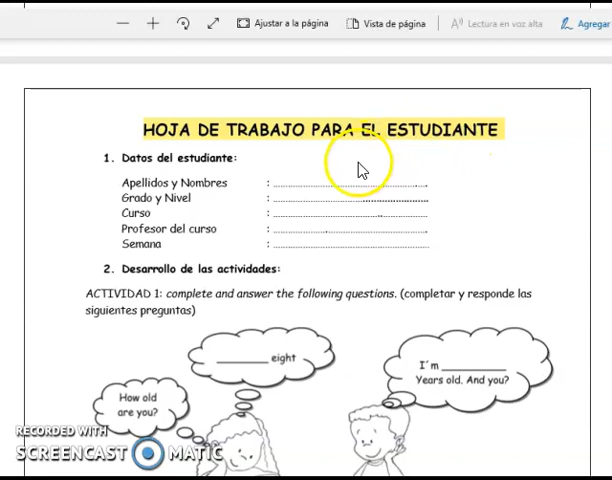 Ajustar a la página
Vista de página
Lectura en voz alta
Agregar
HOJA DE TRABAJO PARA EL ESTUDIANTE
1. Datos del estudiante:
Apellidos y Nombres :
Grado y Nivel :
Curso :
Profesor del curso :
Semana :
2. Desarrollo de las actividades:
ACTIVIDAD 1: complete and answer the following questions. (completar y responde las
siguientes preguntas)
________ eight
I´m __________
Years old. And you?
How old
are you?
RECORDED WITH
SCREENCAST MATIC